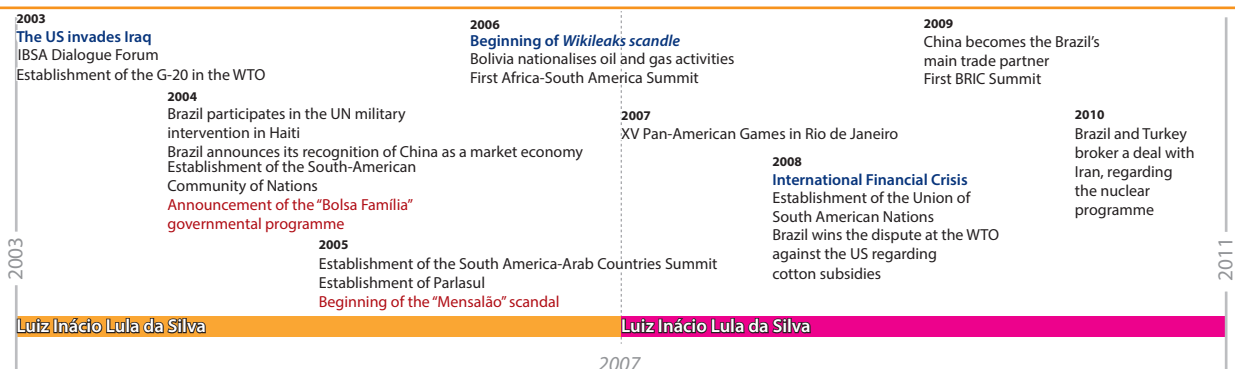 2003
The US invades Iraq
IBSA Dialogue Forum
Establishment of the G-20 in the WTO
2004
Brazil participates in the UN military
intervention in Haiti
Brazil announces its recognition of China as a market economy
Establishment of the South-American
Community of Nations
Announcement of the “Bolsa Família”
governmental programme
2005
Establishment of the South America-Arab Countries Summit
Establishment of Parlasul
Beginning of the “Mensalão” scandal
2006
Beginning of Wikileaks scandle
Bolivia nationalises oil and gas activities
First Africa-South America Summit
2007
XV Pan-American Games in Rio de Janeiro
2008
International Financial Crisis
Establishment of the Union of
South American Nations
Brazil wins the dispute at the WTO
against the US regarding
cotton subsidies
2009
China becomes the Brazil’s
main trade partner
First BRIC Summit
2010
Brazil and Turkey
broker a deal with
Iran, regarding
the nuclear
programme
2003
2011
Luiz Inácio Lula da Silva
Luiz Inácio Lula da Silva
2007